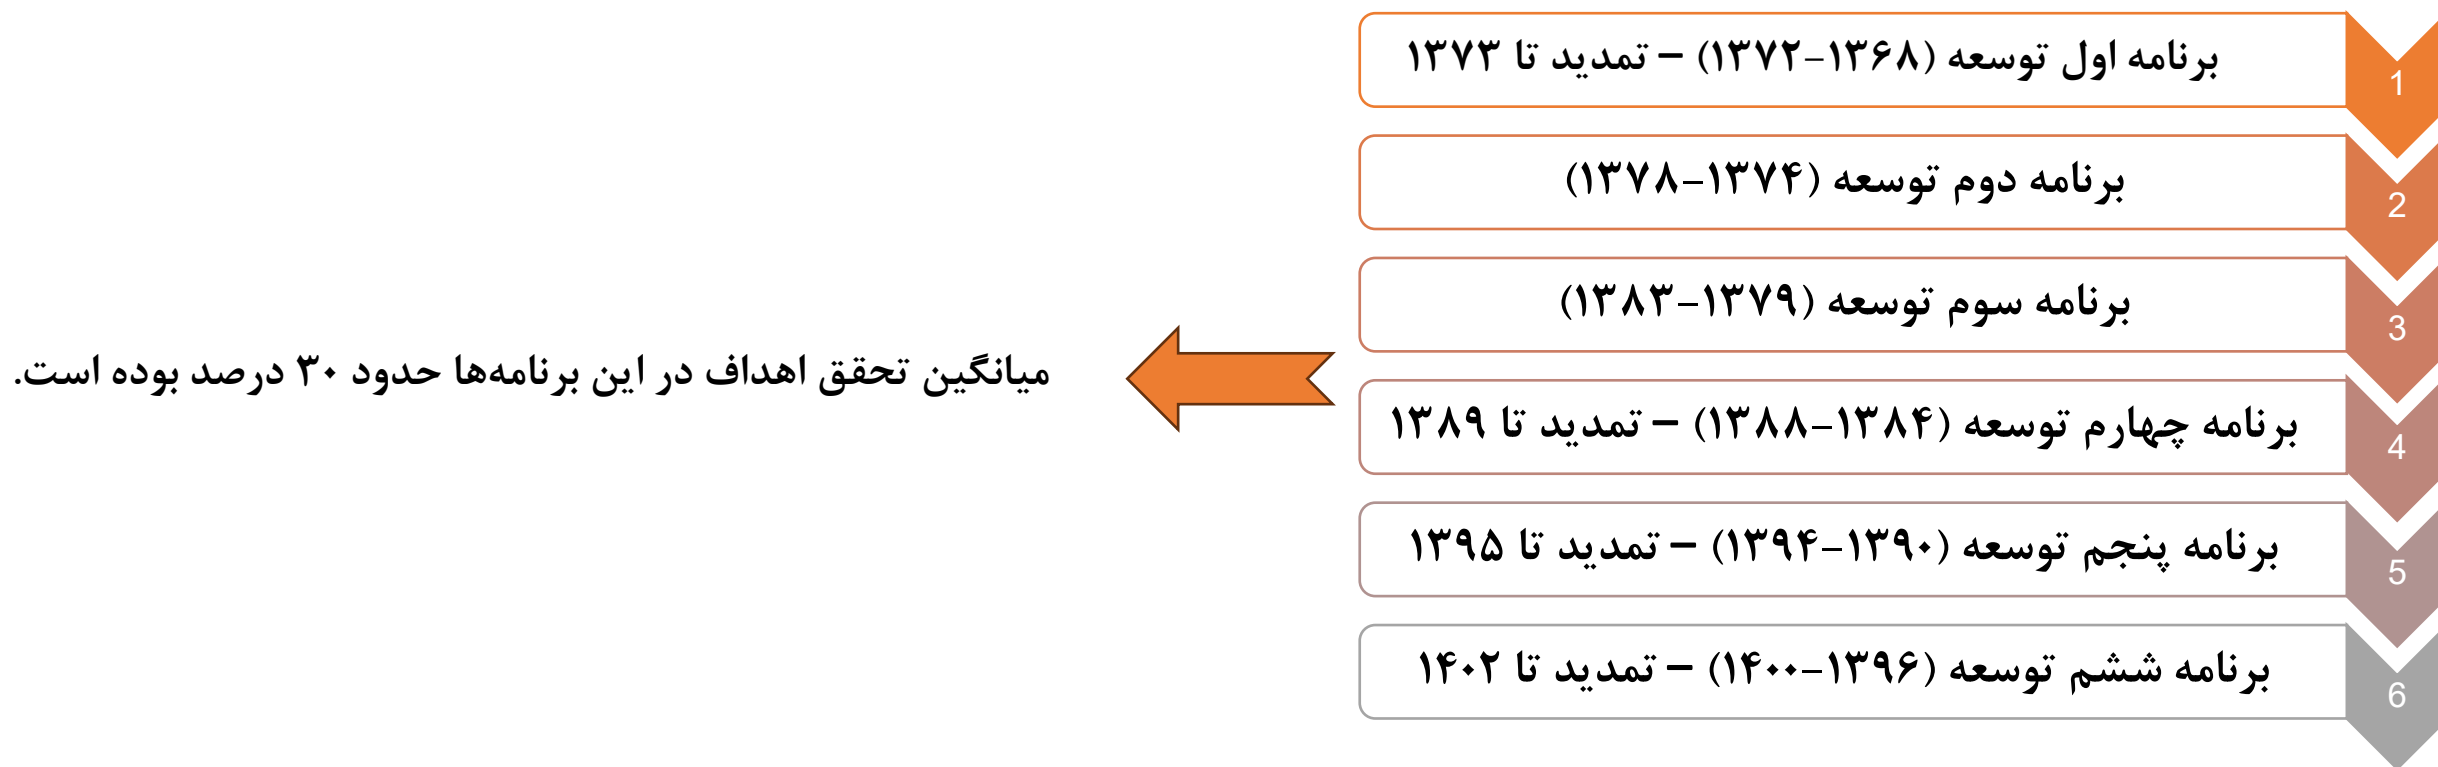 برنامه اول توسعه (۱۳۶۸-۱۳۷۲) – تمدید تا ۱۳۷۳
1
برنامه دوم توسعه (۱۳۷۴-۱۳۷۸)
2
برنامه سوم توسعه (۱۳۷۹-۱۳۸۳)
3
برنامه چهارم توسعه (۱۳۸۴-۱۳۸۸) – تمدید تا ۱۳۸۹
4
برنامه پنجم توسعه (۱۳۹۰-۱۳۹۴) – تمدید تا ۱۳۹۵
5
برنامه ششم توسعه (۱۳۹۶-۱۴۰۰) – تمدید تا ۱۴۰۲
6
میانگین تحقق اهداف در این برنامه‌ها حدود ۳۰ درصد بوده است.